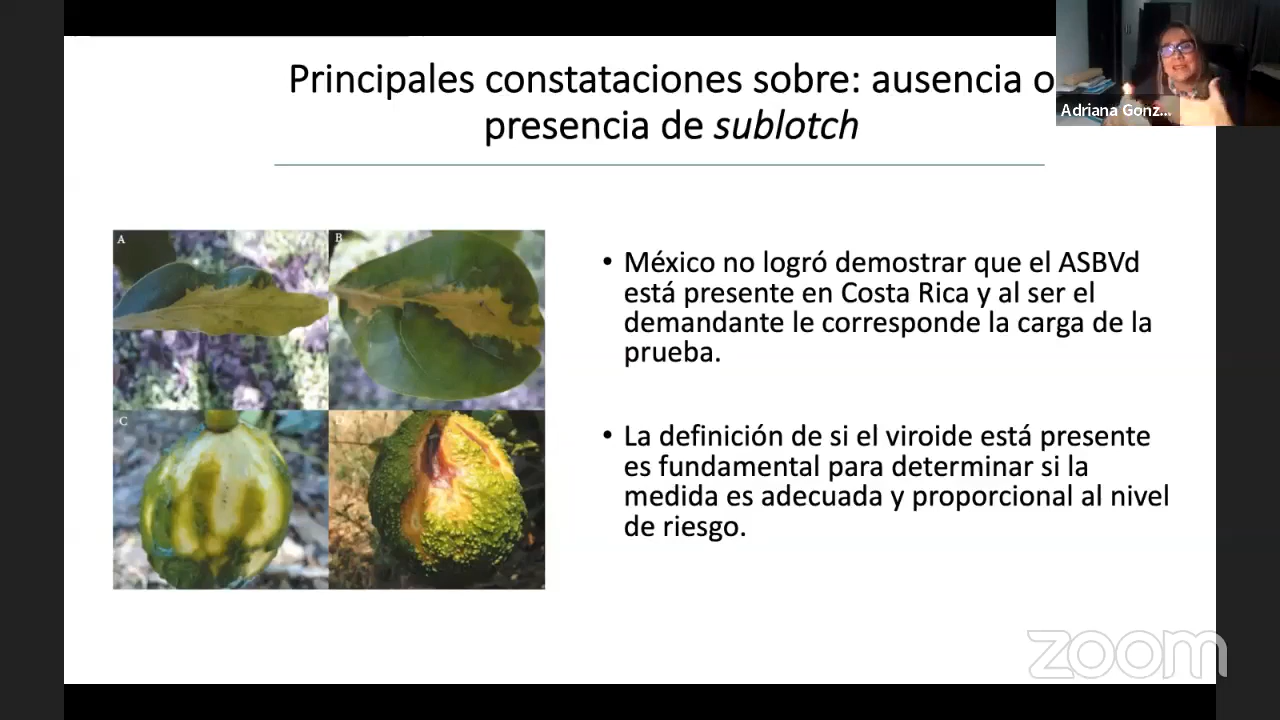 Principales constataciones sobre: ausencia o
presencia de sublotch
Adriana Gonz...
A
B
C
D
• México no logró demostrar que el ASBVd
está presente en Costa Rica y al ser el
demandante le corresponde la carga de la
prueba.
• La definición de si el viroide está presente
es fundamental para determinar si la
medida es adecuada y proporcional al nivel
de riesgo.
zoom